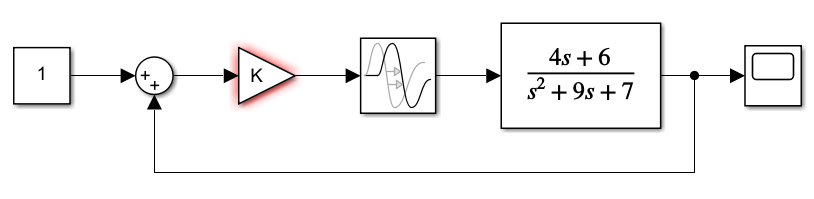 1
+
+
K
4s + 6
s² + 9s + 7